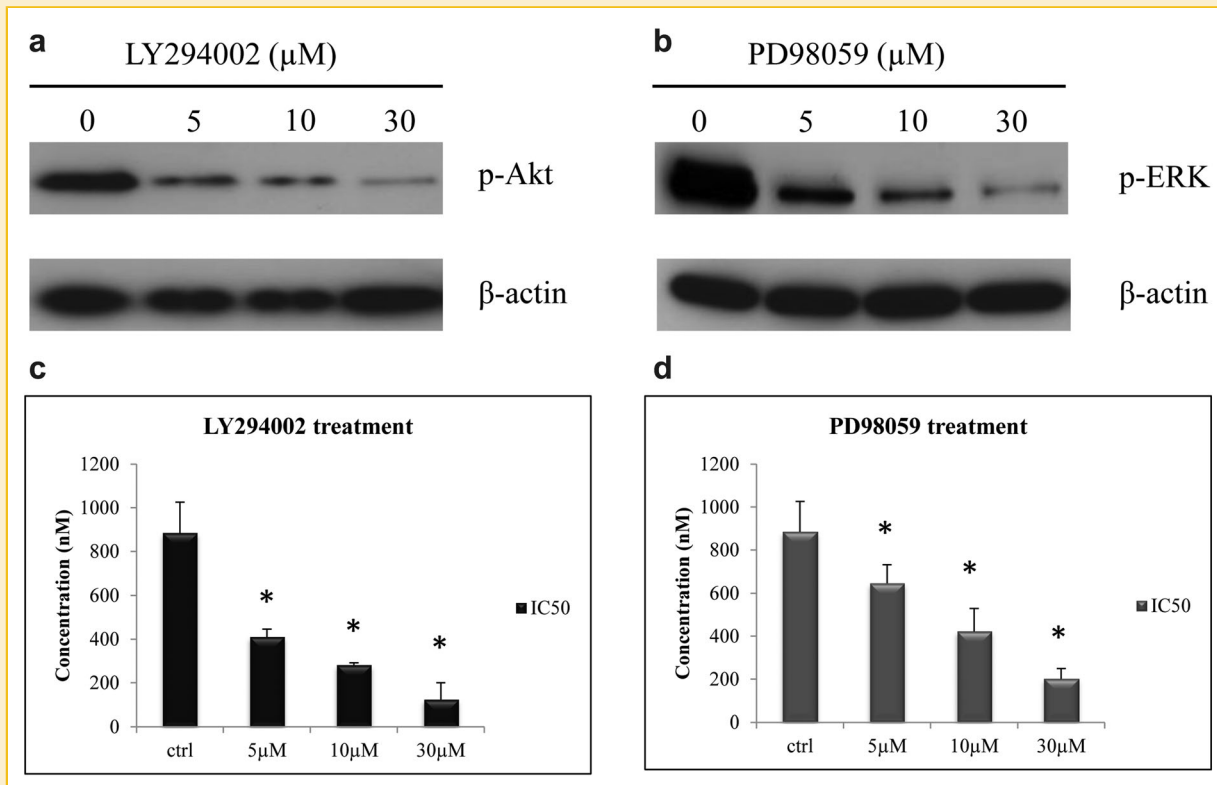 a
LY294002 (µM)
0 5 10 30
p-Akt
β-actin
b
PD98059 (µM)
0 5 10 30
p-ERK
β-actin
c
LY294002 treatment
Concentration (nM)
1200
1000
800
600
400
200
0
* * *
ctrl 5µM 10µM 30µM
IC50
d
PD98059 treatment
Concentration (nM)
1200
1000
800
600
400
200
0
* * *
ctrl 5µM 10µM 30µM
IC50